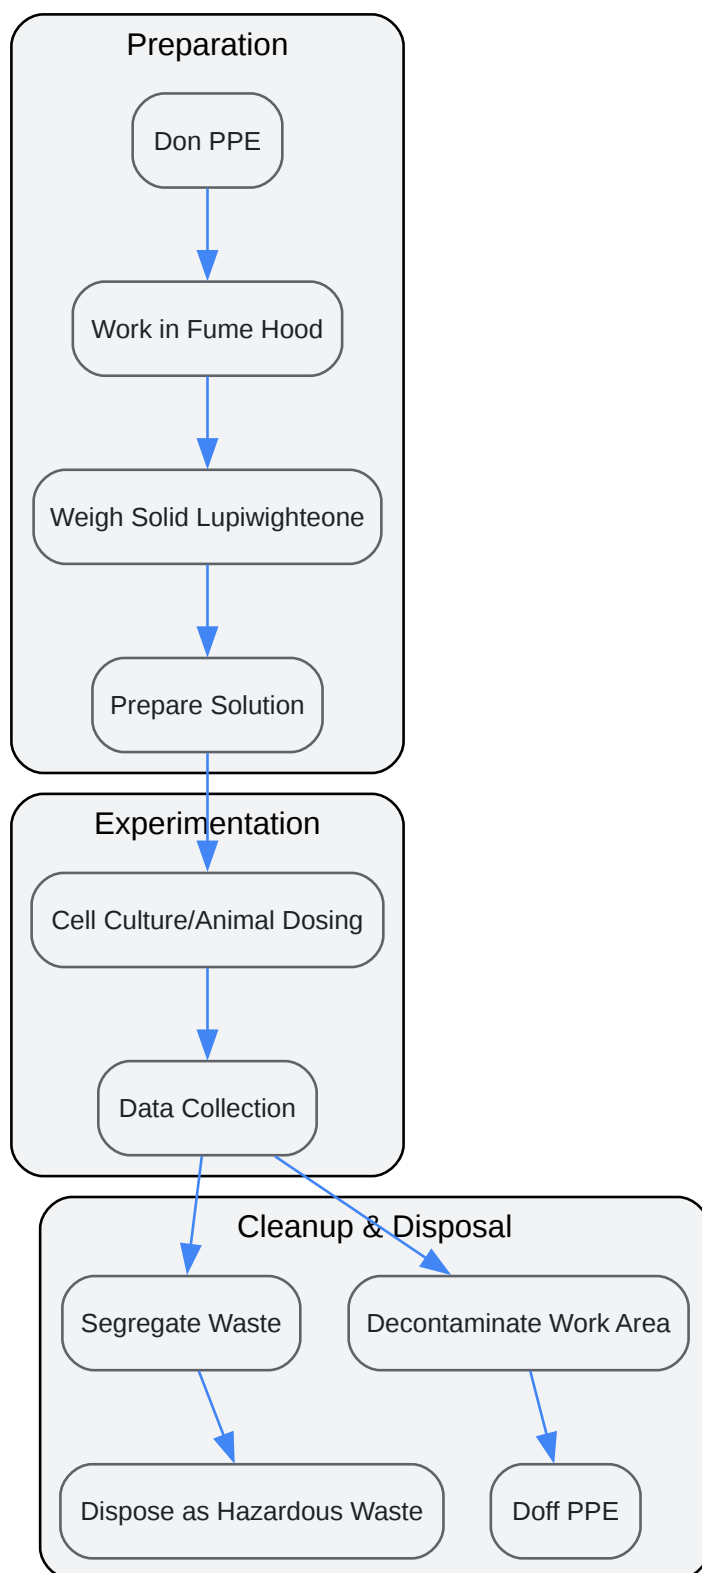 Preparation
Don PPE
Work in Fume Hood
Weigh Solid Lupiwighteone
Prepare Solution
Experimentation
Cell Culture/Animal Dosing
Data Collection
Cleanup & Disposal
Segregate Waste
Decontaminate Work Area
Dispose as Hazardous Waste
Doff PPE